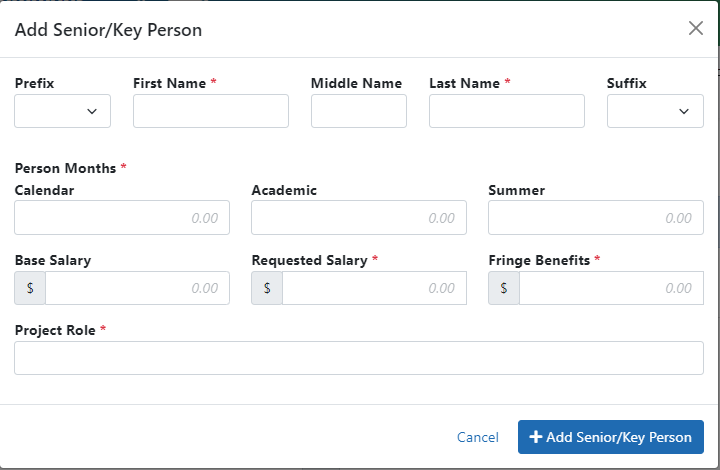 Add Senior/Key Person
Prefix First Name * Middle Name Last Name * Suffix
Person Months *
Calendar Academic Summer
0.00 0.00 0.00
Base Salary Requested Salary * Fringe Benefits *
$ 0.00 $ 0.00 $ 0.00
Project Role *
Cancel + Add Senior/Key Person